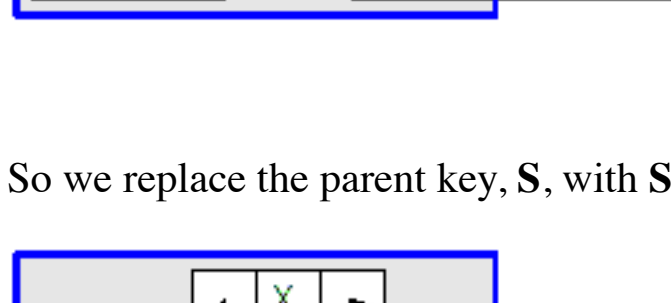 So we replace the parent key, S, with S
X